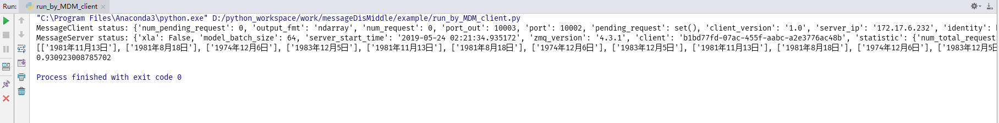 Run: run_by_MDM_client
"C:\Program Files\Anaconda3\python.exe" D:/python_workspace/work/messageDisMiddle/example/run_by_MDM_client.py
MessageClient status: {'num_pending_request': 0, 'output_fmt': 'ndarray', 'num_request': 0, 'port_out': 10003, 'port': 10002, 'pending_request': set(), 'client_version': '1.0', 'server_ip': '172.17.6.232', 'identity':
MessageServer status: {'xla': False, 'model_batch_size': 64, 'server_start_time': '2019-05-24 02:21:34.935172', 'zmq_version': '4.3.1', 'client': 'b1bd77fd-07ac-455f-aabc-a2e3776ac48b', 'statistic': {'num_total_request
[['1981年11月13日'], ['1981年8月18日'], ['1974年12月6日'], ['1983年12月5日'], ['1981年11月13日'], ['1981年8月18日'], ['1974年12月6日'], ['1983年12月5日'], ['1981年11月13日'], ['1981年8月18日'], ['1974年12月6日'], ['1983年12月5日
0.930923008785702
Process finished with exit code 0